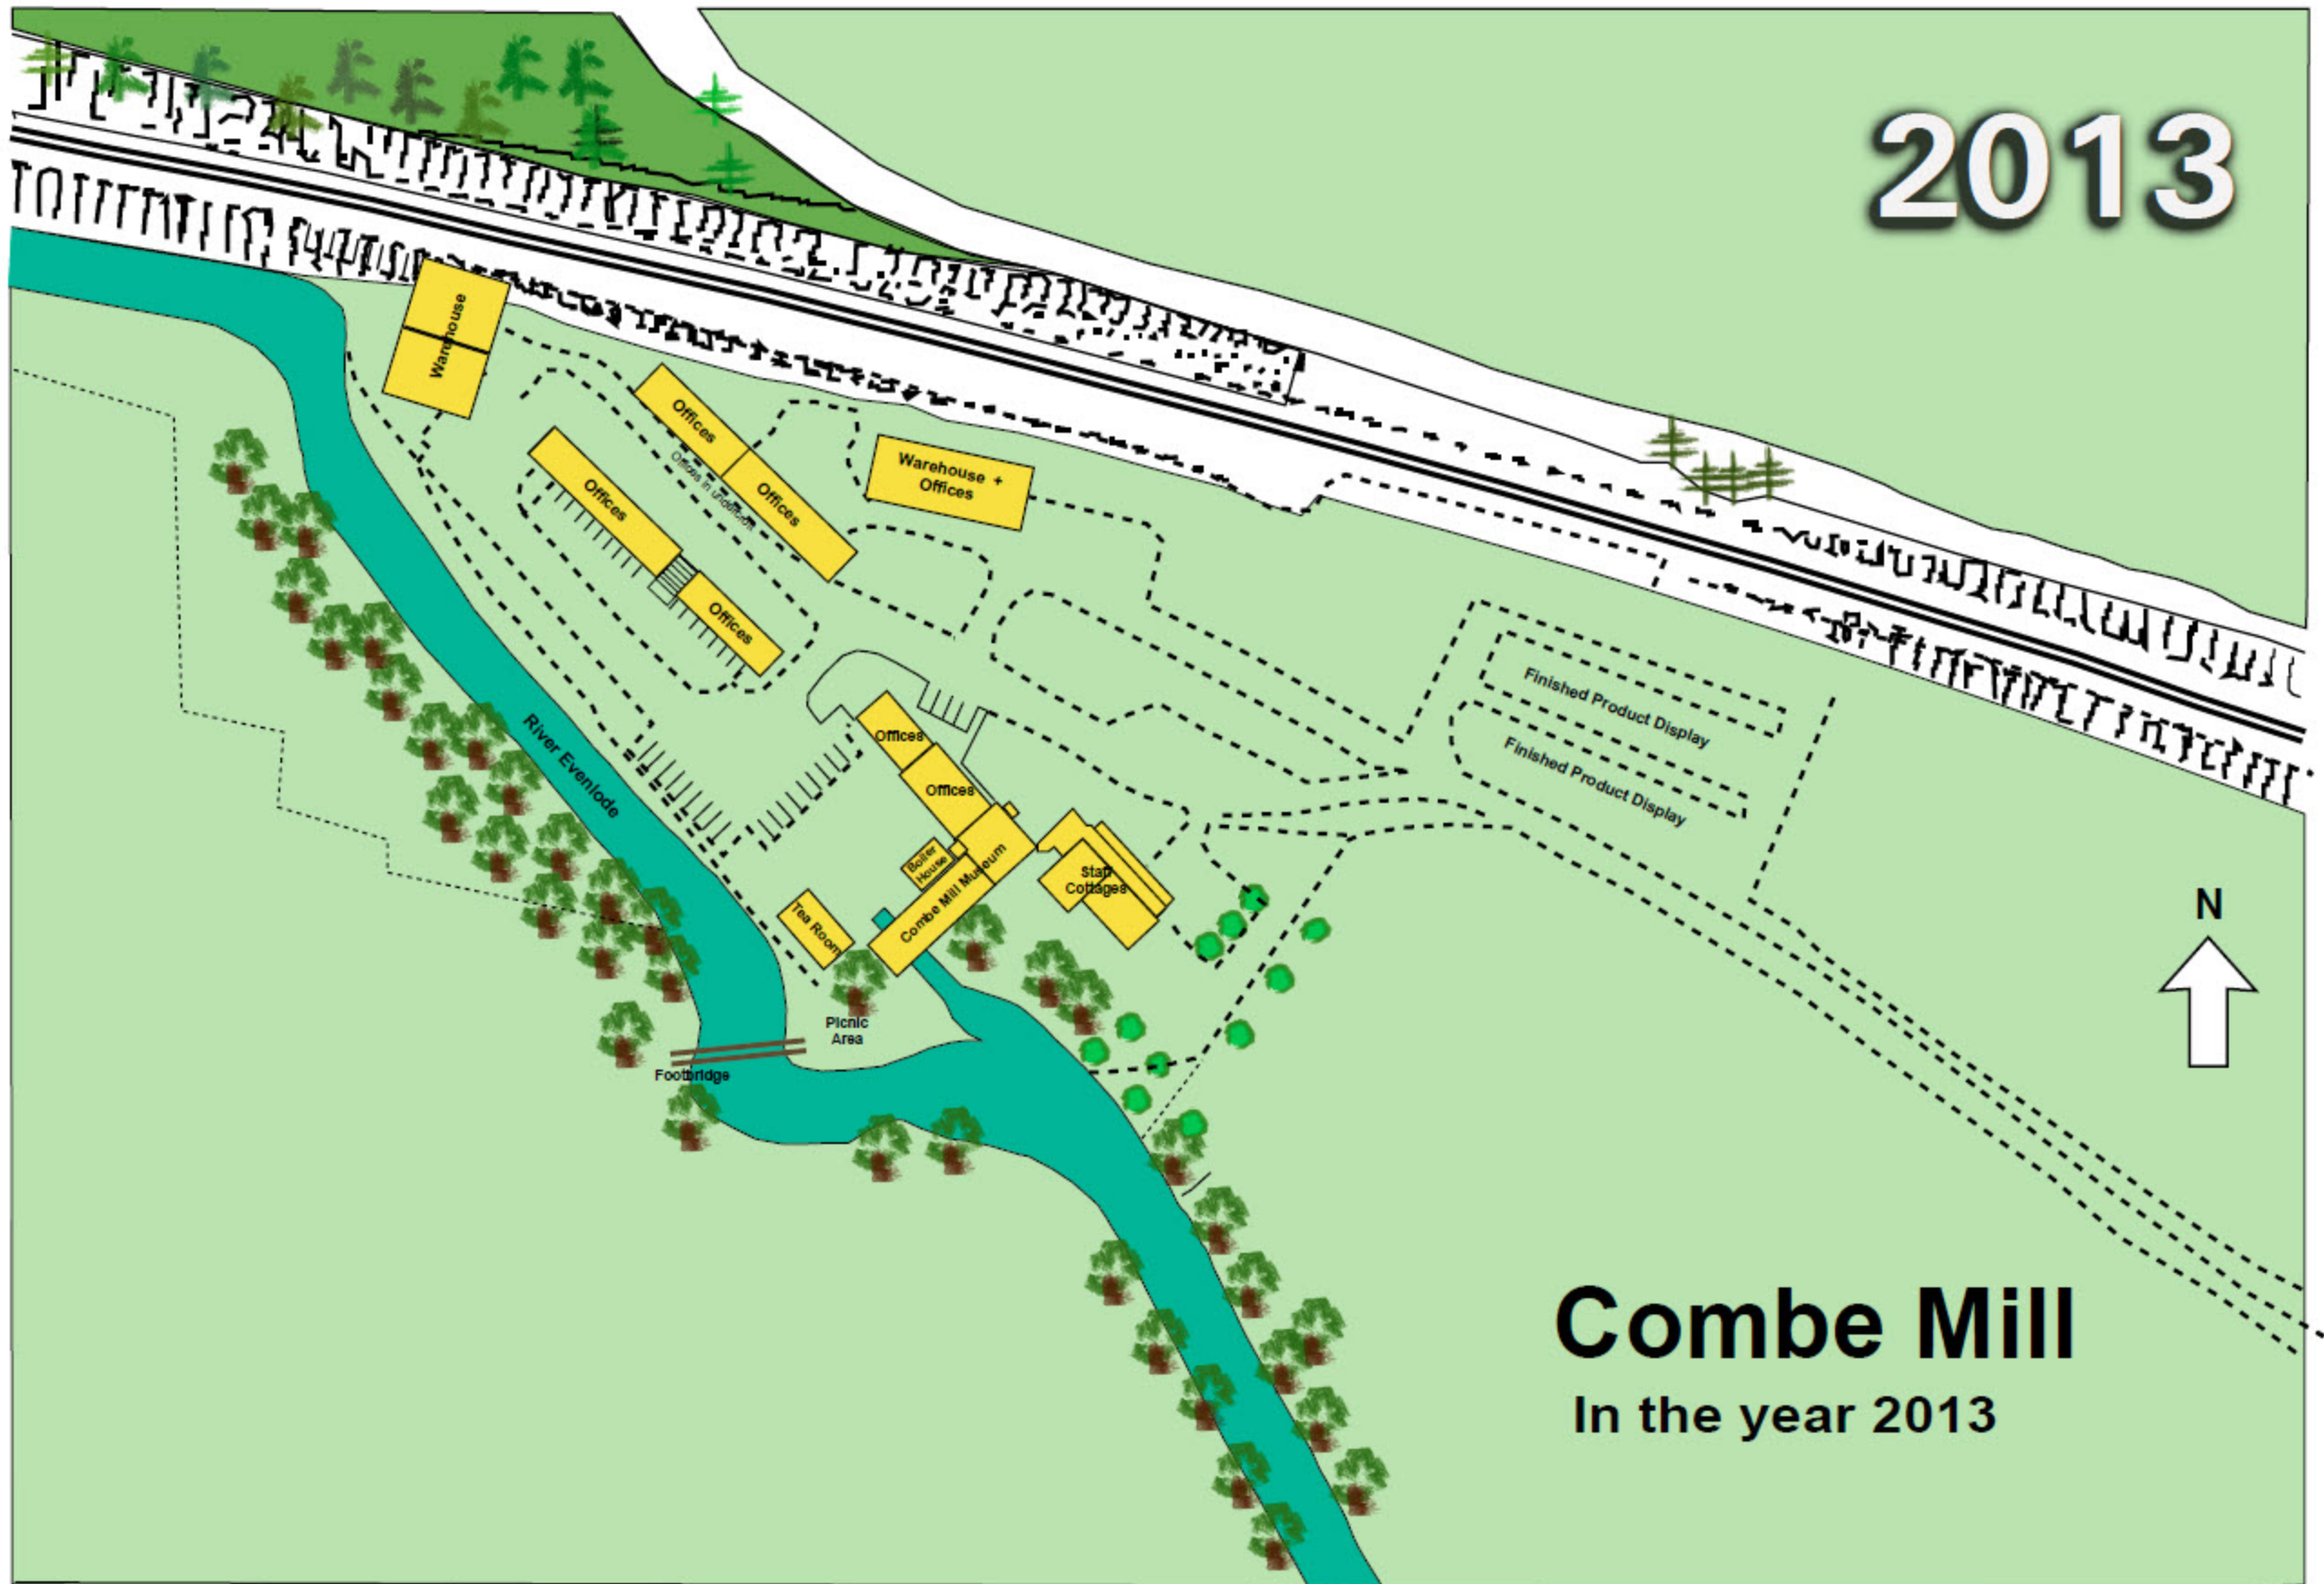 2013
Warehouse
Offices
Offices in
Offices
Warehouse +
Offices
Offices
Offices
Finished Product Display
Finished Product Display
River Evenlode
Offices
Offices
Boiler
House
Combe Mill Museum
Staff
Cottages
Tea Room
Picnic
Area
Footbridge
N
Combe Mill
In the year 2013